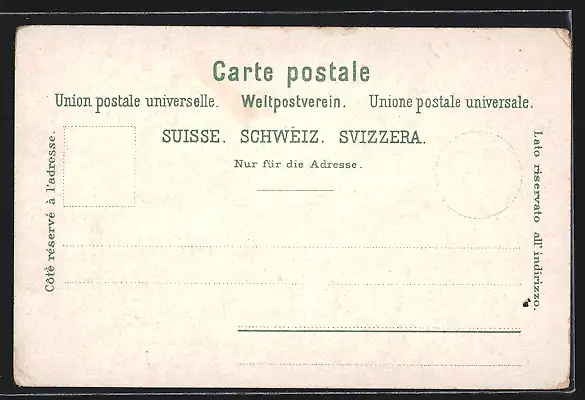 Carte postale
Union postale universelle. Weltpostverein. Unione postale universale.
SUISSE. SCHWEIZ. SVIZZERA.
Nur für die Adresse.
Côté réservé à l'adresse.
Lato riservato all' indirizzo.